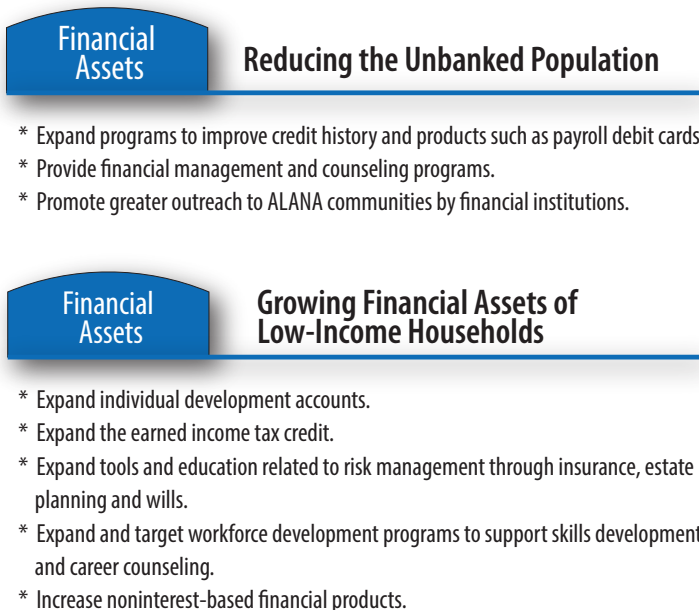 Financial
Assets
Reducing the Unbanked Population
* Expand programs to improve credit history and products such as payroll debit cards
* Provide financial management and counseling programs.
* Promote greater outreach to ALANA communities by financial institutions.
Financial
Assets
Growing Financial Assets of
Low-Income Households
* Expand individual development accounts.
* Expand the earned income tax credit.
* Expand tools and education related to risk management through insurance, estate
planning and wills.
* Expand and target workforce development programs to support skills development
and career counseling.
* Increase noninterest-based financial products.